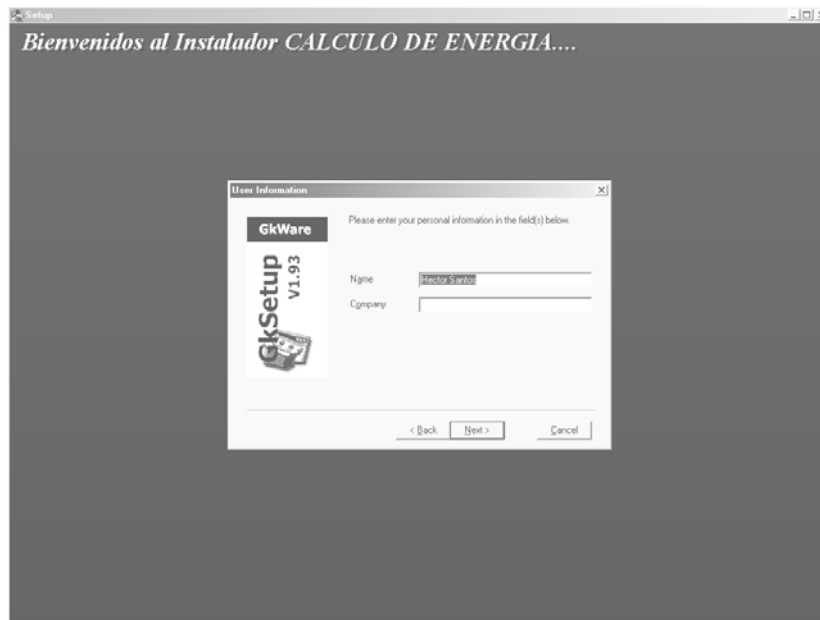 Setup
Bienvenidos al Instalador CALCULO DE ENERGIA....
User Information
Please enter your personal information in the field(s) below.
GkWare
GkSetup
V1.93
Name
Hector Santos
Company
< Back
Next >
Cancel